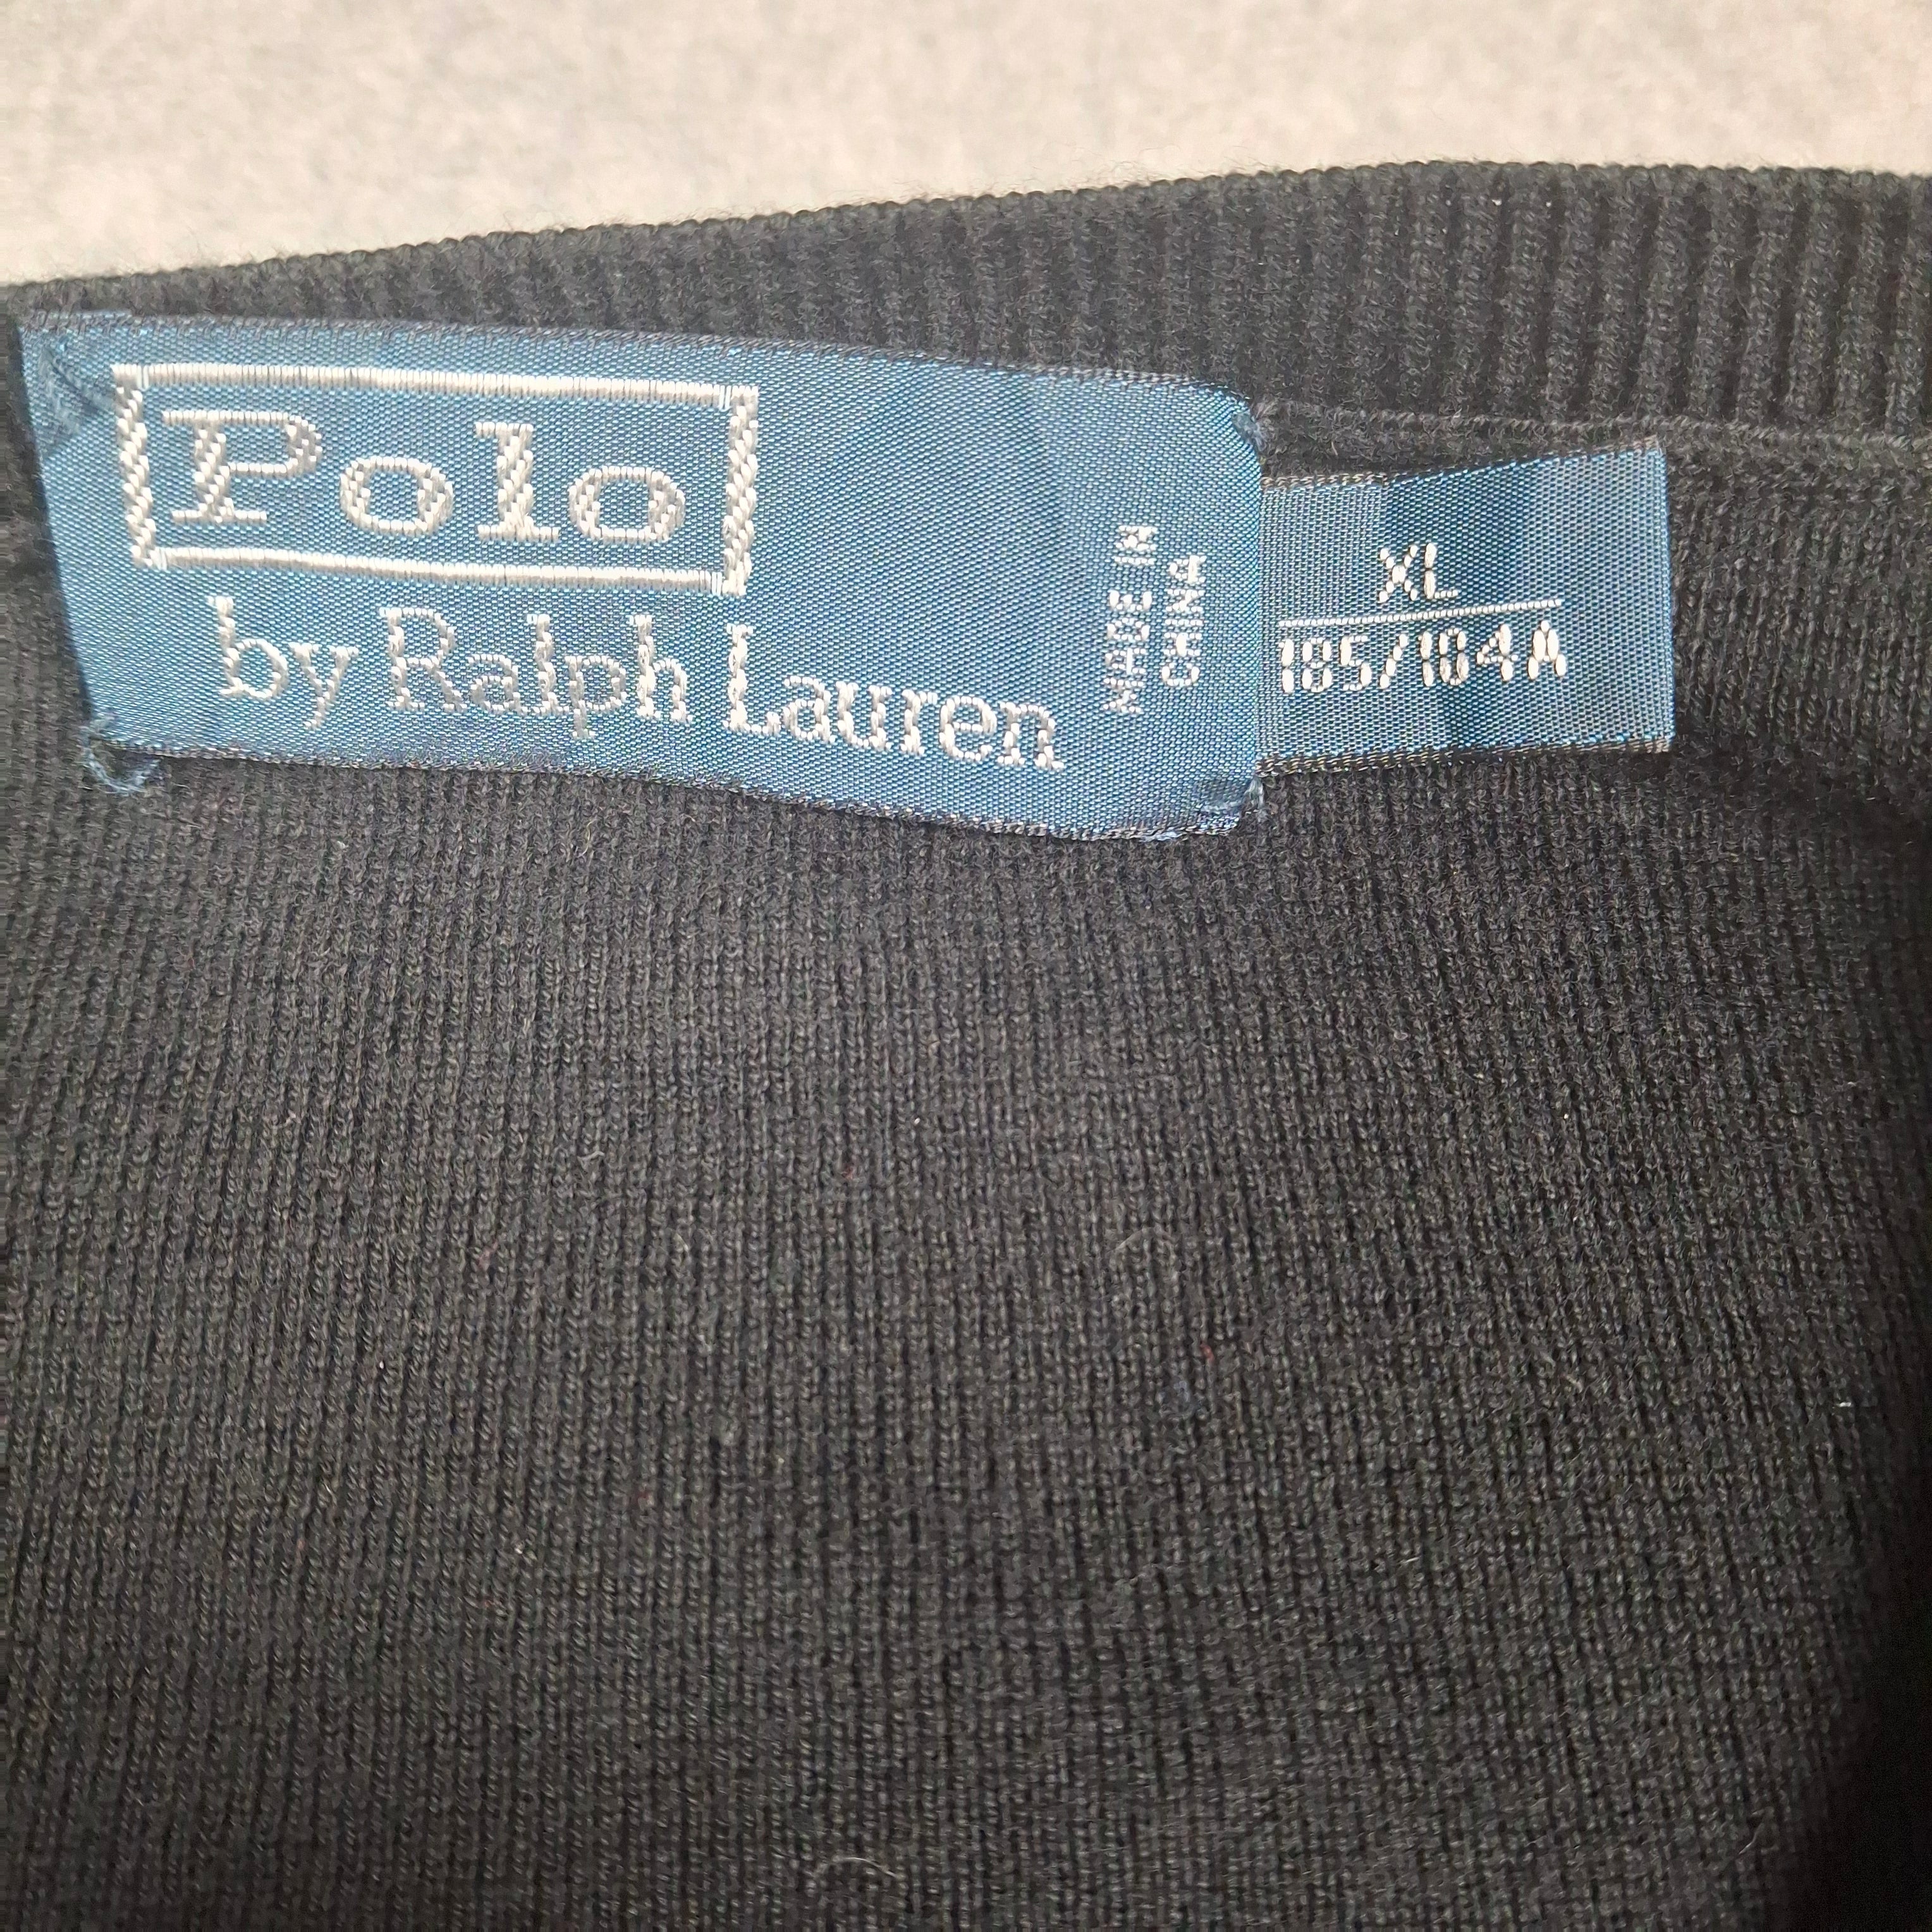 Polo
by Ralph Lauren
MADE IN
CHINA
XL
185/104A